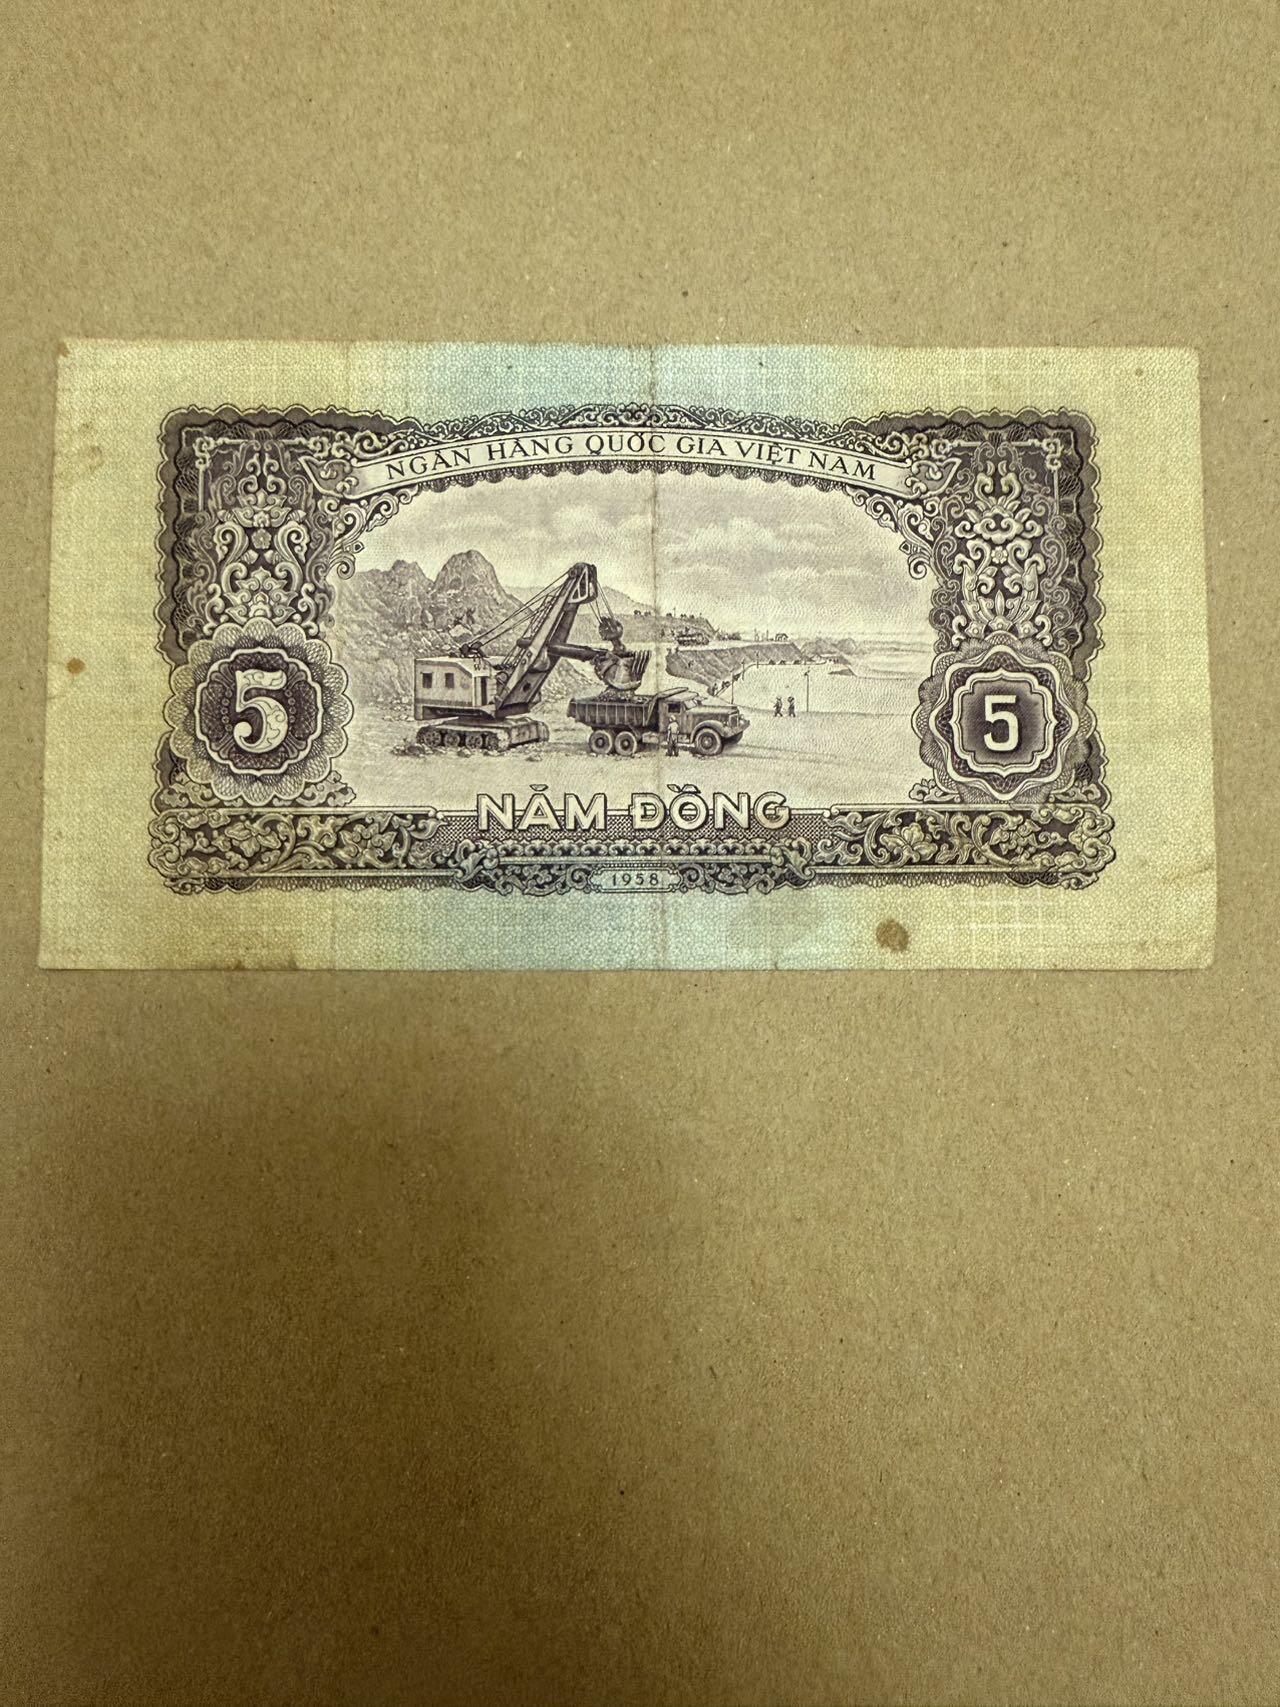 NGÂN HÀNG QUỐC GIA VIỆT NAM
5
5
NĂM ĐỒNG
1958